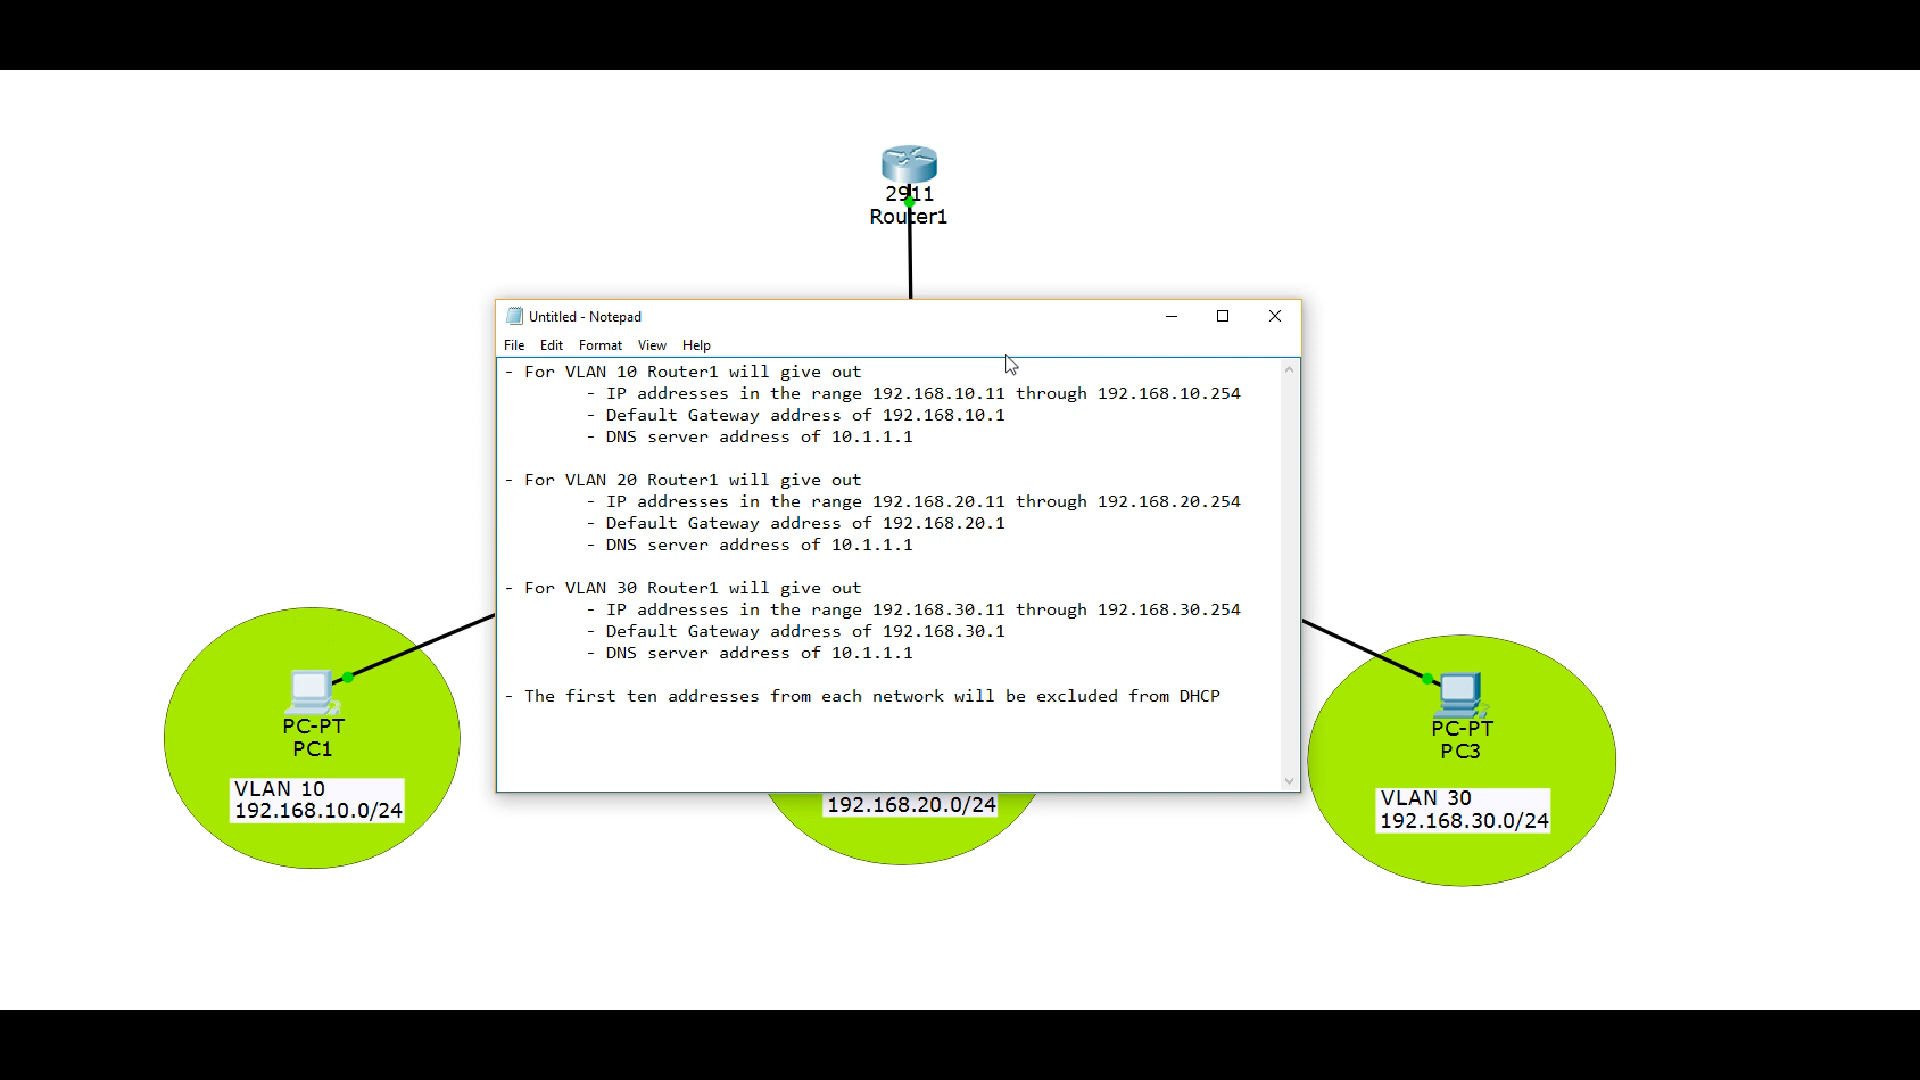 2911
Router1
Untitled - Notepad
File Edit Format View Help
- For VLAN 10 Router1 will give out
- IP addresses in the range 192.168.10.11 through 192.168.10.254
- Default Gateway address of 192.168.10.1
- DNS server address of 10.1.1.1
- For VLAN 20 Router1 will give out
- IP addresses in the range 192.168.20.11 through 192.168.20.254
- Default Gateway address of 192.168.20.1
- DNS server address of 10.1.1.1
- For VLAN 30 Router1 will give out
- IP addresses in the range 192.168.30.11 through 192.168.30.254
- Default Gateway address of 192.168.30.1
- DNS server address of 10.1.1.1
- The first ten addresses from each network will be excluded from DHCP
PC-PT
PC1
VLAN 10
192.168.10.0/24
192.168.20.0/24
PC-PT
PC3
VLAN 30
192.168.30.0/24